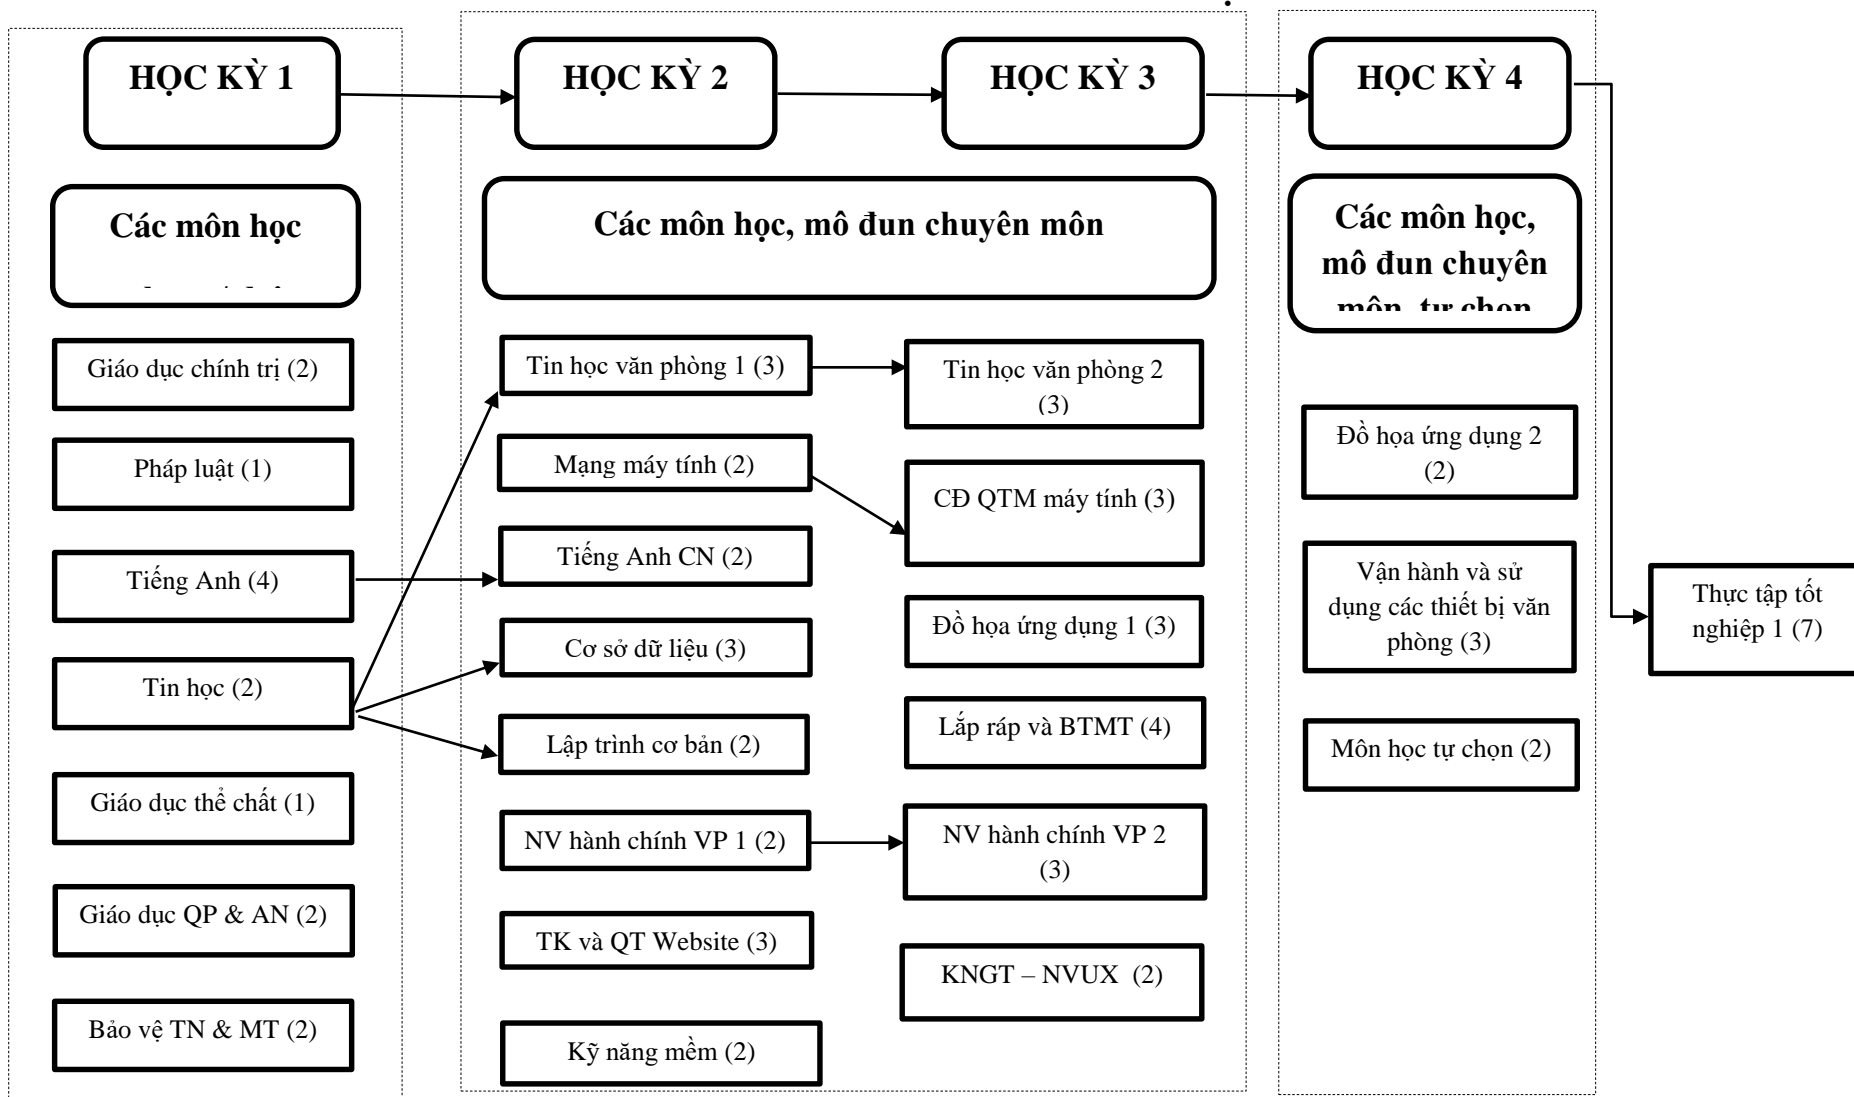 HỌC KỲ 1
HỌC KỲ 2
HỌC KỲ 3
HỌC KỲ 4
Các môn học
Các môn học, mô đun chuyên môn
Các môn học,
mô đun chuyên
môn, tự chọn
Giáo dục chính trị (2)
Pháp luật (1)
Tiếng Anh (4)
Tin học (2)
Giáo dục thể chất (1)
Giáo dục QP & AN (2)
Bảo vệ TN & MT (2)
Tin học văn phòng 1 (3)
Mạng máy tính (2)
Tiếng Anh CN (2)
Cơ sở dữ liệu (3)
Lập trình cơ bản (2)
NV hành chính VP 1 (2)
TK và QT Website (3)
Kỹ năng mềm (2)
Tin học văn phòng 2
(3)
CĐ QTM máy tính (3)
Đồ họa ứng dụng 1 (3)
Lắp ráp và BTMT (4)
NV hành chính VP 2
(3)
KNGT – NVUX (2)
Đồ họa ứng dụng 2
(2)
Vận hành và sử
dụng các thiết bị văn
phòng (3)
Môn học tự chọn (2)
Thực tập tốt
nghiệp 1 (7)